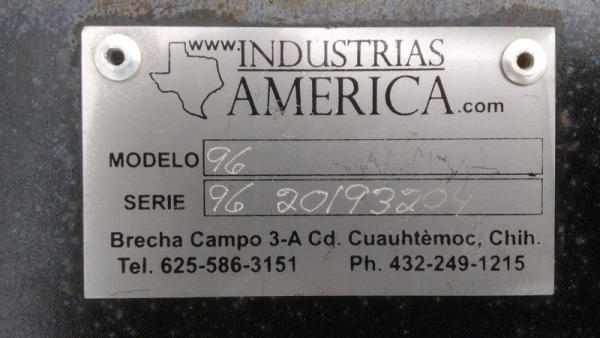 www.INDUSTRIAS
AMERICA.com
MODELO 96
SERIE 96 20193204
Brecha Campo 3-A Cd. Cuauhtèmoc, Chih.
Tel. 625-586-3151 Ph. 432-249-1215